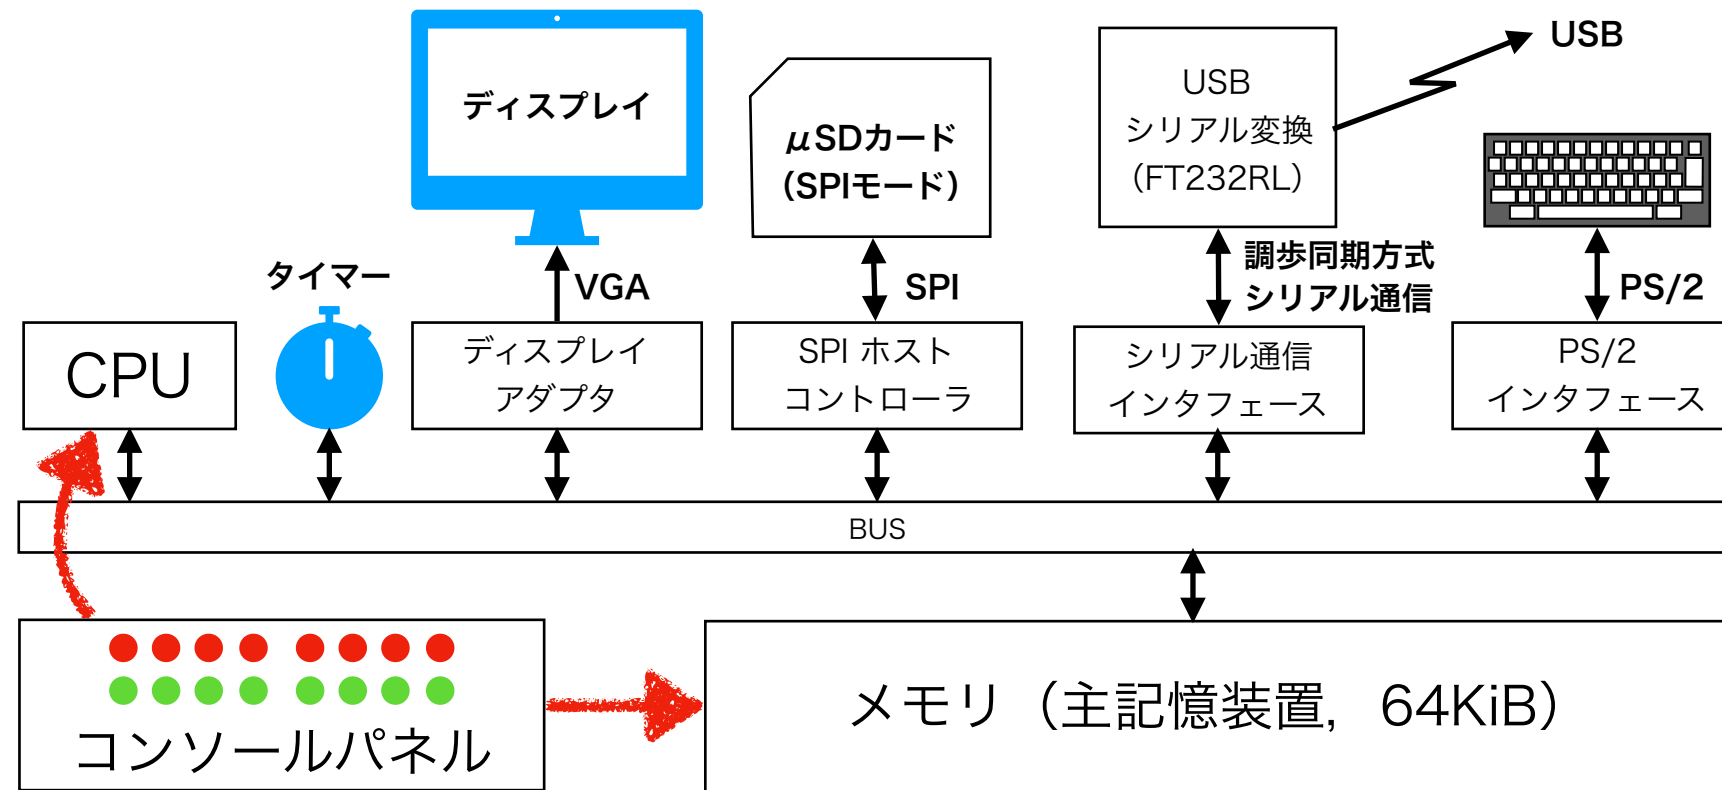 ディスプレイ
μSDカード
（SPIモード）
USB
シリアル変換
（FT232RL）
USB
タイマー
VGA
SPI
調歩同期方式
シリアル通信
PS/2
CPU
ディスプレイ
アダプタ
SPI ホスト
コントローラ
シリアル通信
インタフェース
PS/2
インタフェース
BUS
コンソールパネル
メモリ（主記憶装置，64KiB）